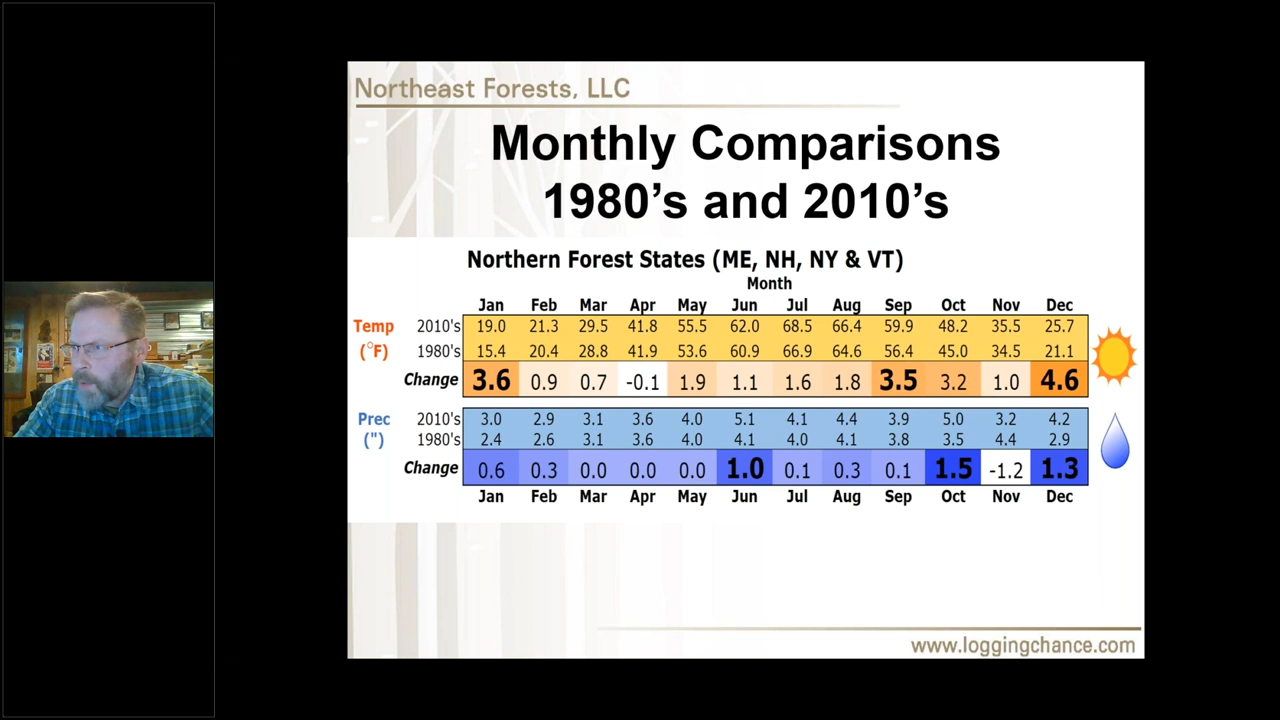 Northeast Forests, LLC
Monthly Comparisons
1980's and 2010's
Northern Forest States (ME, NH, NY & VT)
Month
Jan Feb Mar Apr May Jun Jul Aug Sep Oct Nov Dec
Temp 2010's 19.0 21.3 29.5 41.8 55.5 62.0 68.5 66.4 59.9 48.2 35.5 25.7
(°F) 1980's 15.4 20.4 28.8 41.9 53.6 60.9 66.9 64.6 56.4 45.0 34.5 21.1
Change 3.6 0.9 0.7 -0.1 1.9 1.1 1.6 1.8 3.5 3.2 1.0 4.6
Prec 2010's 3.0 2.9 3.1 3.6 4.0 5.1 4.1 4.4 3.9 5.0 3.2 4.2
(") 1980's 2.4 2.6 3.1 3.6 4.0 4.1 4.0 4.1 3.8 3.5 4.4 2.9
Change 0.6 0.3 0.0 0.0 0.0 1.0 0.1 0.3 0.1 1.5 -1.2 1.3
Jan Feb Mar Apr May Jun Jul Aug Sep Oct Nov Dec
www.loggingchance.com